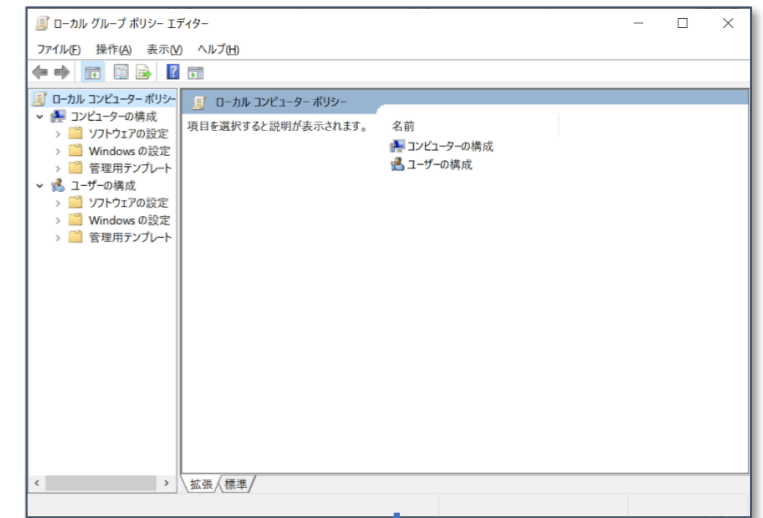 ローカル グループ ポリシー エディター
ファイル(F) 操作(A) 表示(V) ヘルプ(H)
ローカル コンピューター ポリシー
コンピューターの構成
ソフトウェアの設定
Windows の設定
管理用テンプレート
ユーザーの構成
ソフトウェアの設定
Windows の設定
管理用テンプレート
ローカル コンピューター ポリシー
項目を選択すると説明が表示されます。
名前
コンピューターの構成
ユーザーの構成
拡張 標準